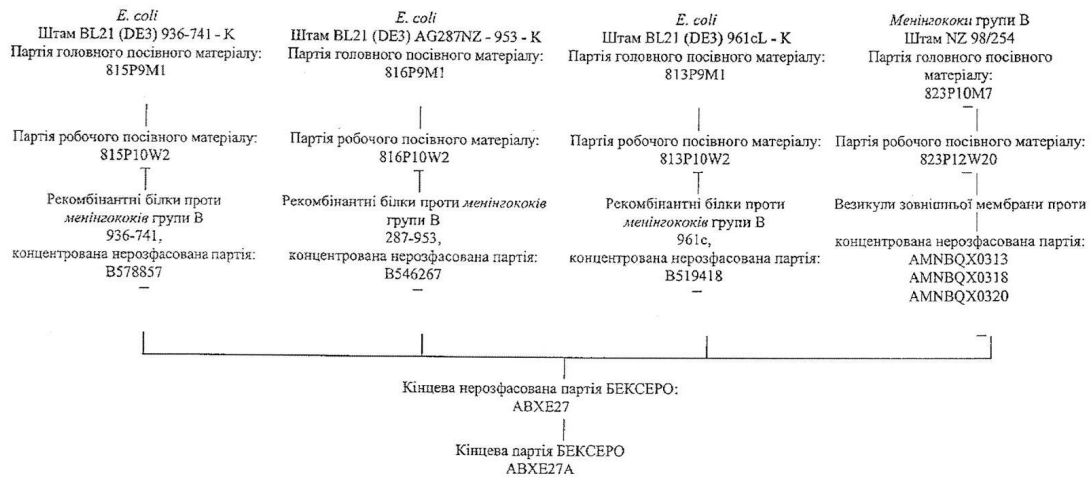 E. coli
Штам BL21 (DE3) 936-741 - K
Партія головного посівного матеріалу:
815P9M1
Партія робочого посівного матеріалу:
815P10W2
Рекомбінантні білки проти
менінгококів групи B
936-741,
концентрована нерозфасована партія:
B578857
E. coli
Штам BL21 (DE3) AG287NZ - 953 - K
Партія головного посівного матеріалу:
816P9M1
Партія робочого посівного матеріалу:
816P10W2
Рекомбінантні білки проти менінгококів
групи B
287-953,
концентрована нерозфасована партія:
B546267
E. coli
Штам BL21 (DE3) 961cL - K
Партія головного посівного матеріалу:
813P9M1
Партія робочого посівного матеріалу:
813P10W2
Рекомбінантні білки проти
менінгококів групи B
961c,
концентрована нерозфасована партія:
B519418
Менінгококи групи B
Штам NZ 98/254
Партія головного посівного
матеріалу:
823P10M7
Партія робочого посівного матеріалу:
823P12W20
Везикули зовнішньої мембрани проти
концентрована нерозфасована партія:
AMNBQX0313
AMNBQX0318
AMNBQX0320
Кінцева нерозфасована партія БЕКСЕРО:
ABXE27
Кінцева партія БЕКСЕРО
ABXE27A